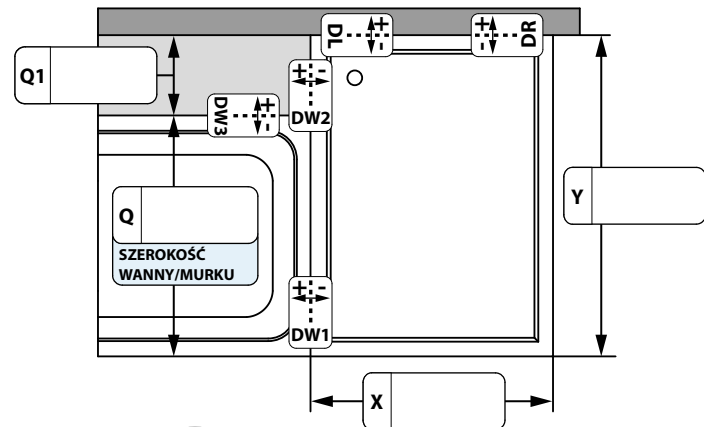 DL
+
-
+
-
DR
Q1
+ -
DW2
DW3
+
-
Q
SZEROKOŚĆ
WANNY/MURKU
Y
+ -
DW1
X